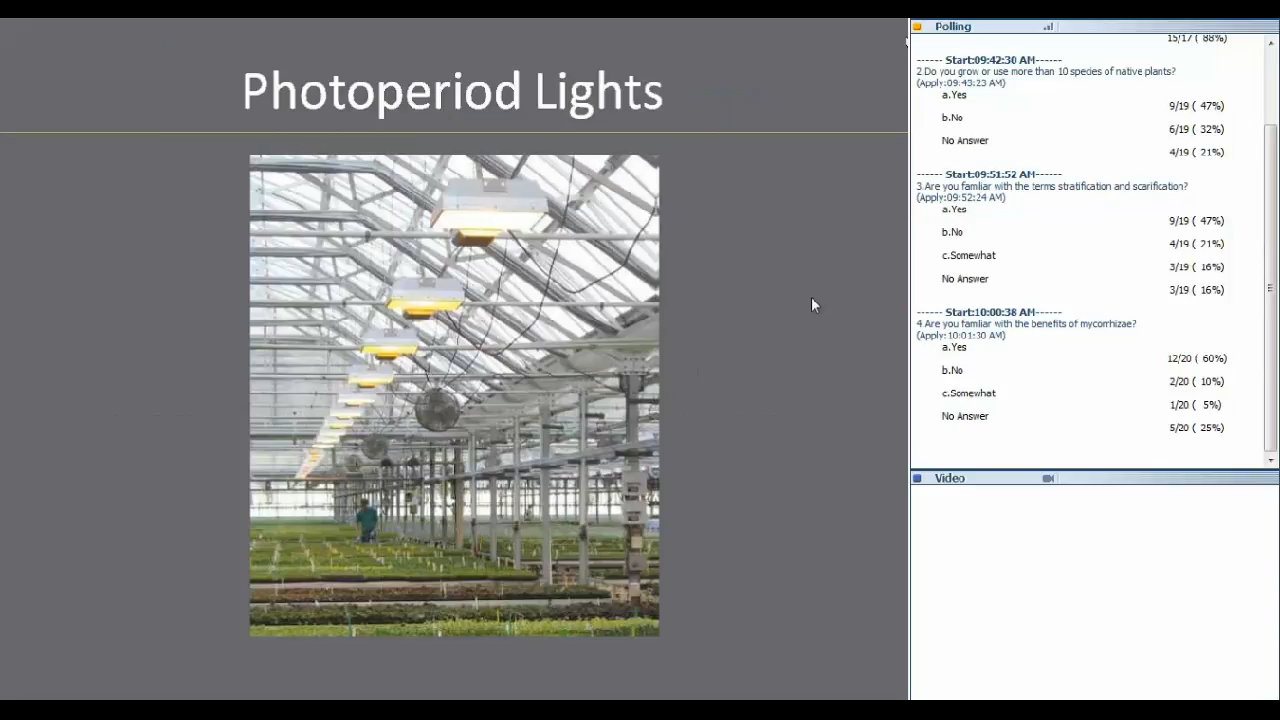 Photoperiod Lights
Polling
15/17 ( 88%)
------ Start:09:42:30 AM------
2.Do you grow or use more than 10 species of native plants?
(Apply:09:43:23 AM)
a.Yes
9/19 ( 47%)
b.No
6/19 ( 32%)
No Answer
4/19 ( 21%)
------ Start:09:51:52 AM------
3.Are you famliar with the terms stratification and scarification?
(Apply:09:52:24 AM)
a.Yes
9/19 ( 47%)
b.No
4/19 ( 21%)
c.Somewhat
3/19 ( 16%)
No Answer
3/19 ( 16%)
------ Start:10:00:38 AM------
4.Are you famliar with the benefits of mycorrhizae?
(Apply:10:01:30 AM)
a.Yes
12/20 ( 60%)
b.No
2/20 ( 10%)
c.Somewhat
1/20 ( 5%)
No Answer
5/20 ( 25%)
Video